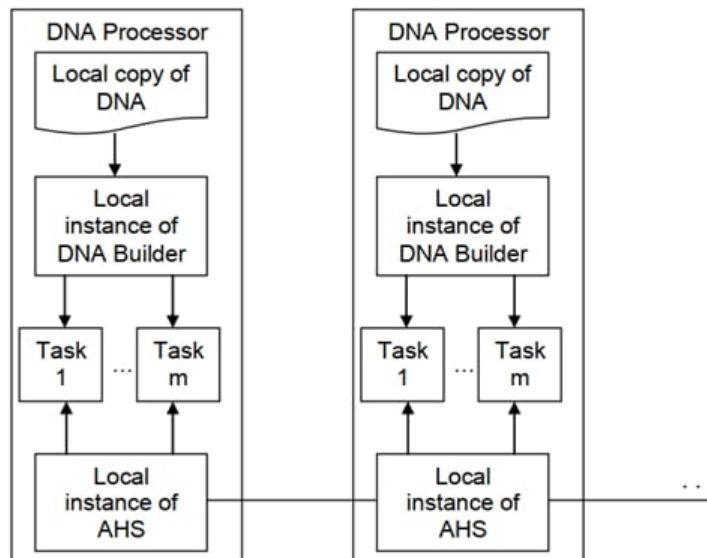 DNA Processor
Local copy of
DNA
Local
instance of
DNA Builder
Task
1
...
Task
m
Local
instance of
AHS
DNA Processor
Local copy of
DNA
Local
instance of
DNA Builder
Task
1
...
Task
m
Local
instance of
AHS
. .